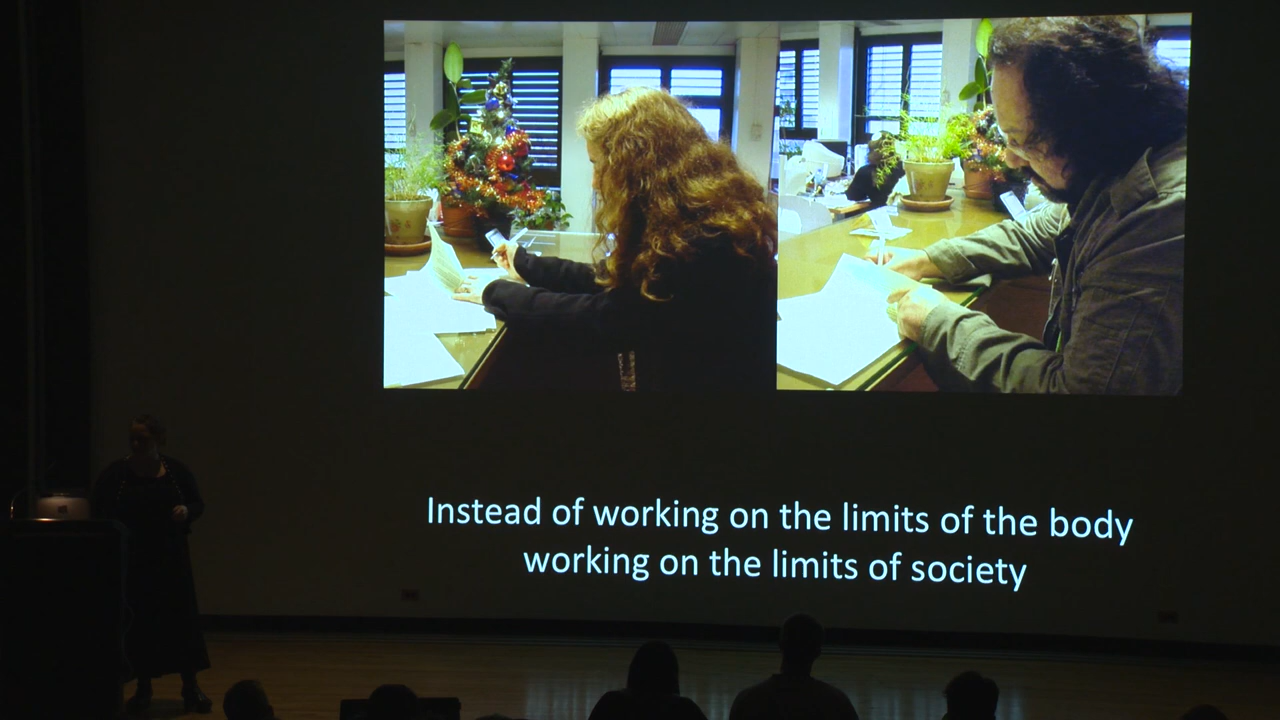 Instead of working on the limits of the body
working on the limits of society